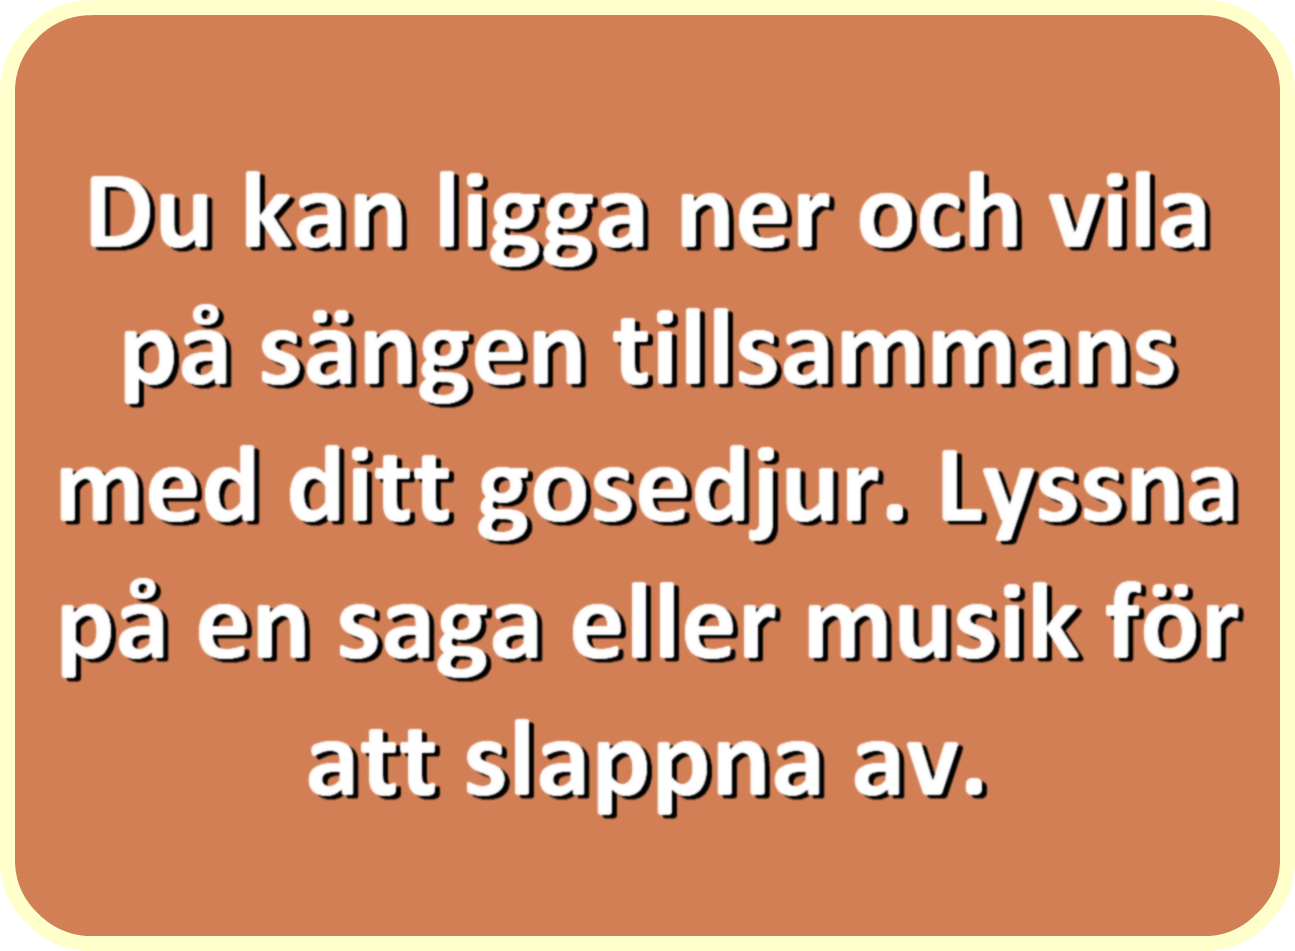 Du kan ligga ner och vila
på sängen tillsammans
med ditt gosedjur. Lyssna
på en saga eller musik för
att slappna av.